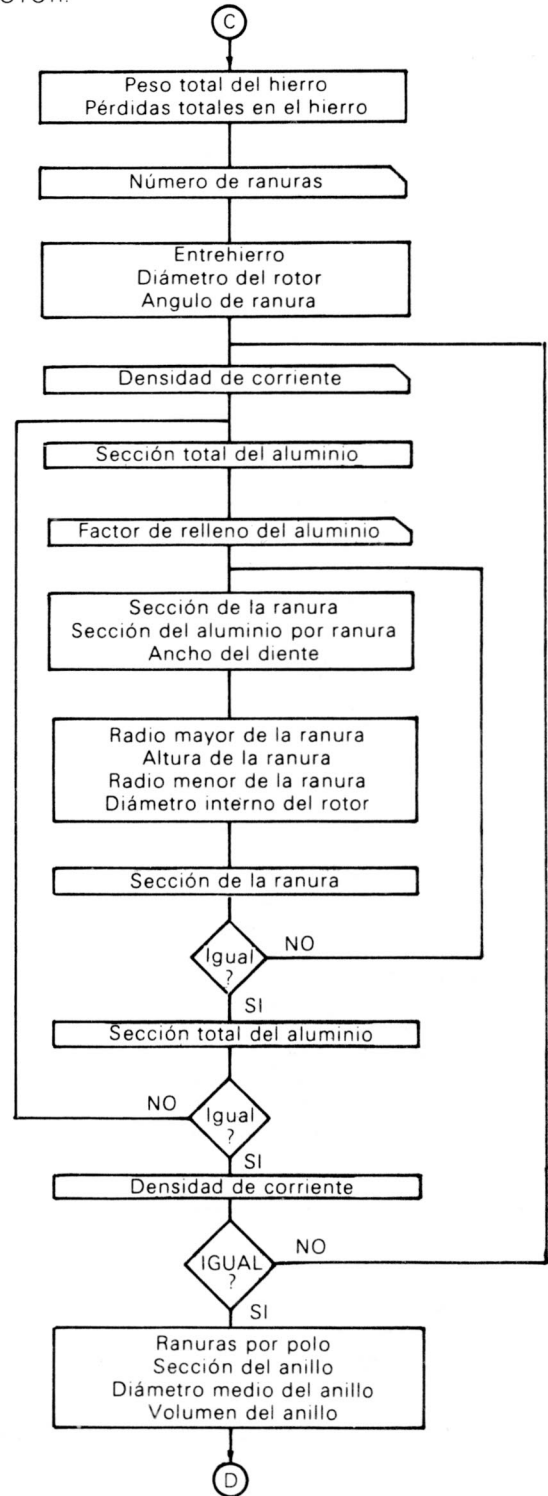 C
Peso total del hierro
Pérdidas totales en el hierro
Número de ranuras
Entrehierro
Diámetro del rotor
Angulo de ranura
Densidad de corriente
Sección total del aluminio
Factor de relleno del aluminio
Sección de la ranura
Sección del aluminio por ranura
Ancho del diente
Radio mayor de la ranura
Altura de la ranura
Radio menor de la ranura
Diámetro interno del rotor
Sección de la ranura
Igual
?
NO
SI
Sección total del aluminio
NO
Igual
?
SI
Densidad de corriente
IGUAL
?
NO
SI
Ranuras por polo
Sección del anillo
Diámetro medio del anillo
Volumen del anillo
D